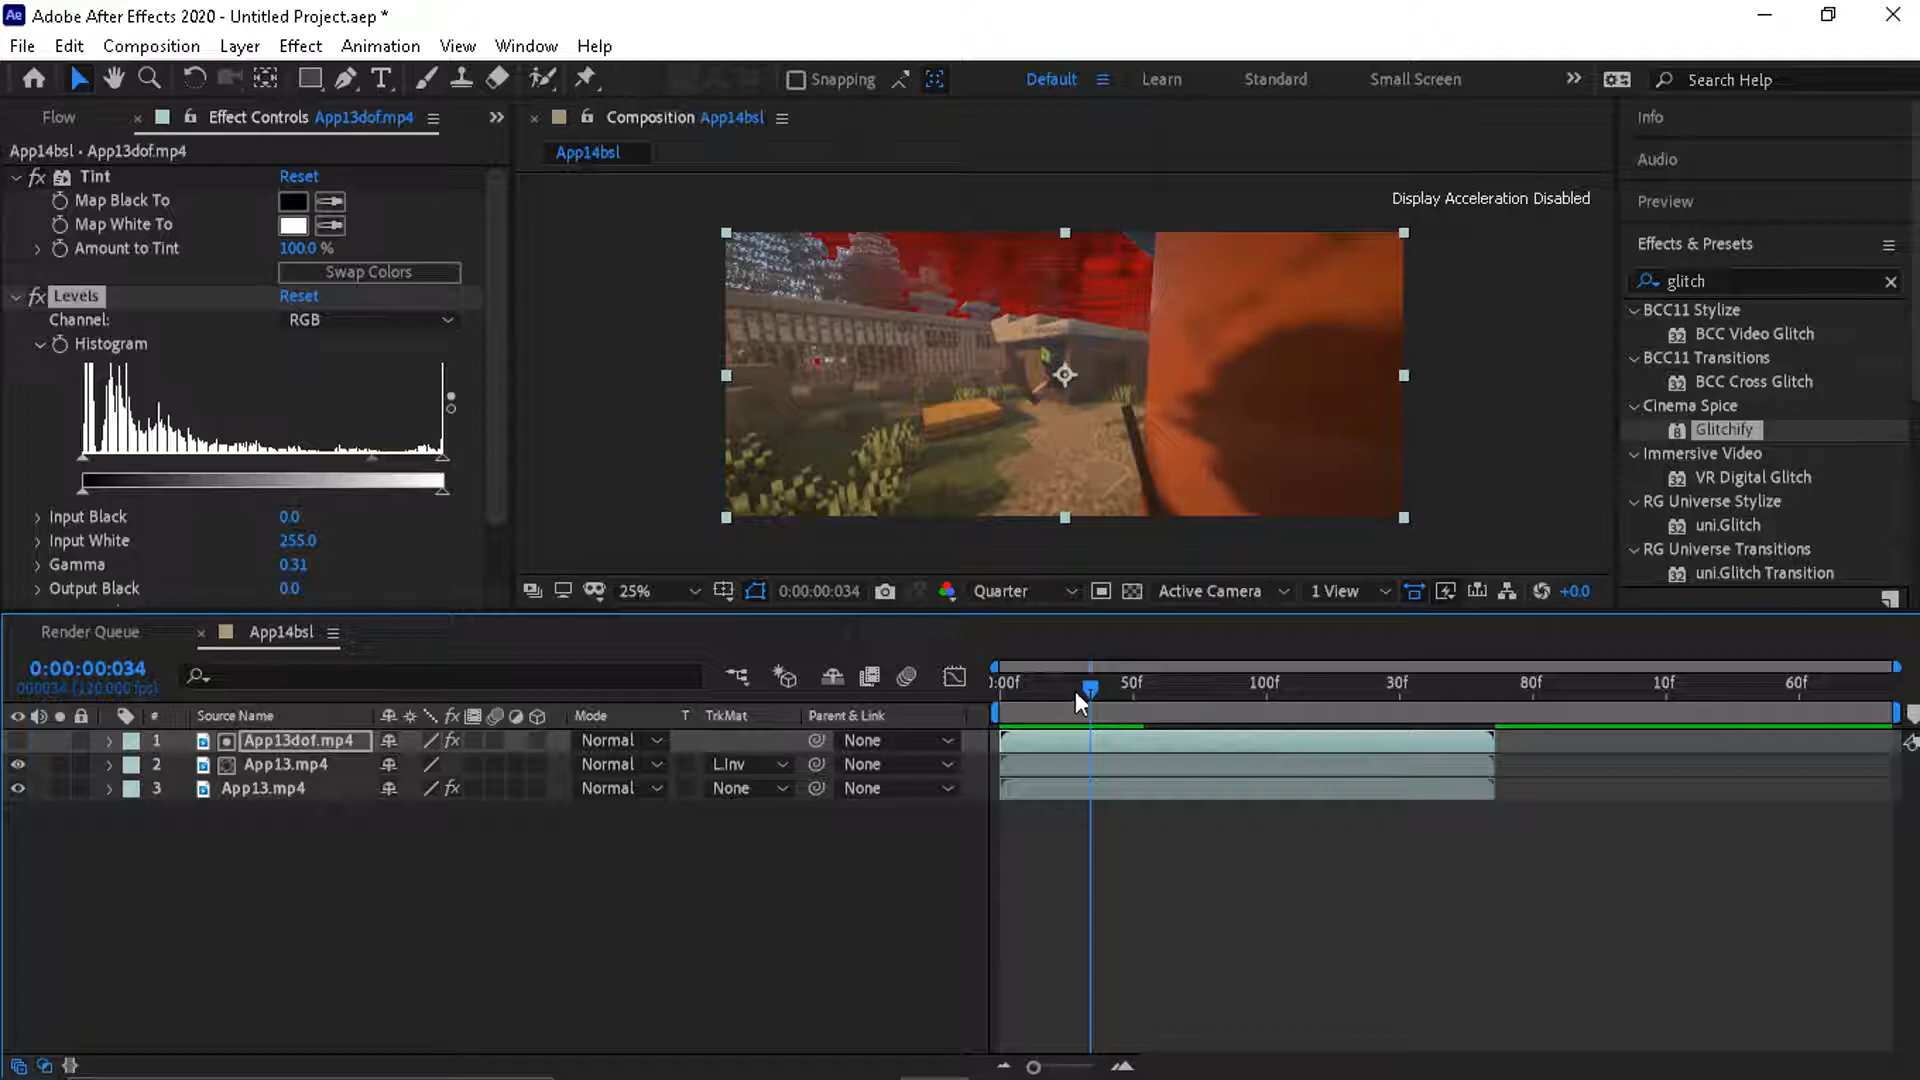 Adobe After Effects 2020 - Untitled Project.aep *
File Edit Composition Layer Effect Animation View Window Help
Snapping Default Learn Standard Small Screen Search Help
Flow Effect Controls App13dof.mp4 Composition App14bsl Info
App14bsl • App13dof.mp4 App14bsl
Audio
Tint Reset Display Acceleration Disabled Preview
Map Black To
Map White To
Effects & Presets
Amount to Tint 100.0 %
Swap Colors glitch
Levels Reset
BCC11 Stylize
Channel: RGB
BCC Video Glitch
Histogram
BCC11 Transitions
BCC Cross Glitch
Cinema Spice
Glitchify
Immersive Video
VR Digital Glitch
RG Universe Stylize
Input Black 0.0
uni.Glitch
Input White 255.0
RG Universe Transitions
Gamma 0.31
uni.Glitch Transition
Output Black 0.0
25% 0:00:00:034 Quarter Active Camera 1 View +0.0
Render Queue App14bsl
0:00:00:034
000034 (120.000 fps)
:00f 50f 100f 30f 80f 10f 60f
# Source Name fx Mode T TrkMat Parent & Link
1 App13dof.mp4 fx Normal None
2 App13.mp4 Normal L.Inv None
3 App13.mp4 fx Normal None None